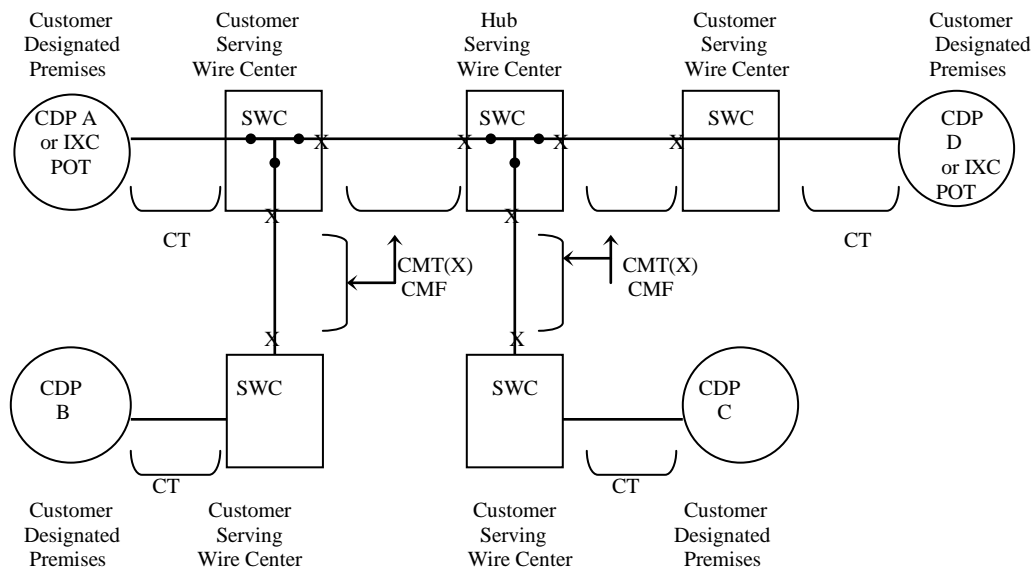 Customer
Designated
Premises
Customer
Serving
Wire Center
Hub
Serving
Wire Center
Customer
Serving
Wire Center
Customer
Designated
Premises
CDP A
or IXC
POT
SWC
X
X
SWC
X
X
SWC
CDP
D
or IXC
POT
X
X
CT
CT
CMT(X)
CMF
CMT(X)
CMF
X
X
CDP
B
SWC
SWC
CDP
C
CT
CT
Customer
Designated
Premises
Customer
Serving
Wire Center
Customer
Serving
Wire Center
Customer
Designated
Premises